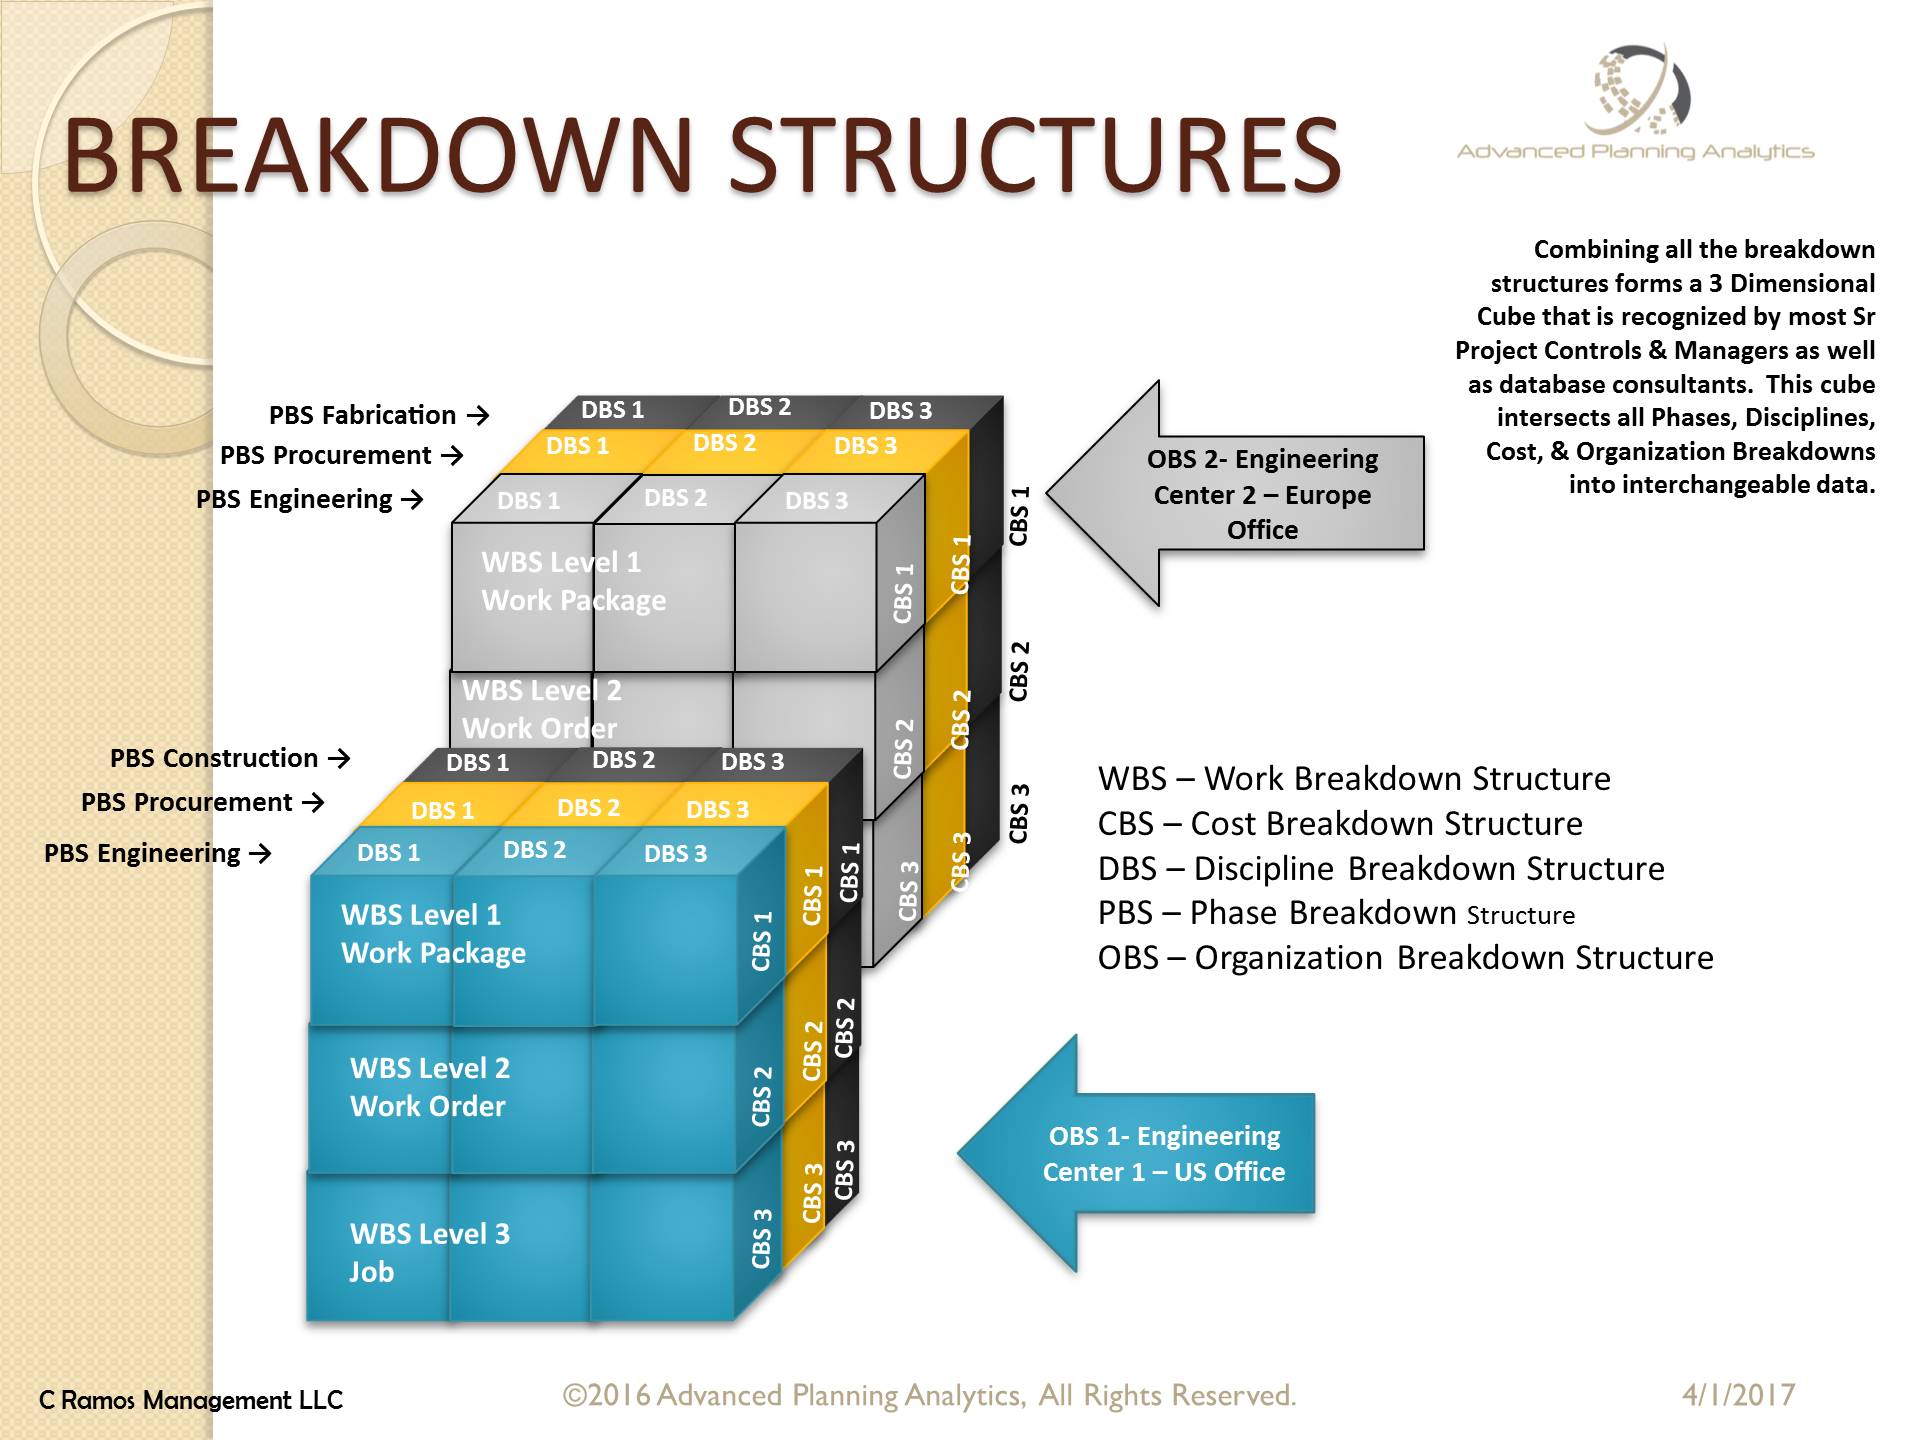 BREAKDOWN STRUCTURES
Advanced Planning Analytics
Combining all the breakdown
structures forms a 3 Dimensional
Cube that is recognized by most Sr
Project Controls & Managers as well
as database consultants. This cube
intersects all Phases, Disciplines,
Cost, & Organization Breakdowns
into interchangeable data.
PBS Fabrication →
PBS Procurement →
PBS Engineering →
DBS 1 DBS 2 DBS 3
DBS 1 DBS 2 DBS 3
DBS 1 DBS 2 DBS 3
WBS Level 1
Work Package
WBS Level 2
Work Order
CBS 1
CBS 2
CBS 3
CBS 1
CBS 2
CBS 3
CBS 1
CBS 2
CBS 3
OBS 2- Engineering
Center 2 – Europe
Office
PBS Construction →
PBS Procurement →
PBS Engineering →
DBS 1 DBS 2 DBS 3
DBS 1 DBS 2 DBS 3
DBS 1 DBS 2 DBS 3
WBS Level 1
Work Package
WBS Level 2
Work Order
WBS Level 3
Job
CBS 1
CBS 2
CBS 3
CBS 1
CBS 2
CBS 3
CBS 1
CBS 2
CBS 3
WBS – Work Breakdown Structure
CBS – Cost Breakdown Structure
DBS – Discipline Breakdown Structure
PBS – Phase Breakdown Structure
OBS – Organization Breakdown Structure
OBS 1- Engineering
Center 1 – US Office
C Ramos Management LLC
©2016 Advanced Planning Analytics, All Rights Reserved.
4/1/2017